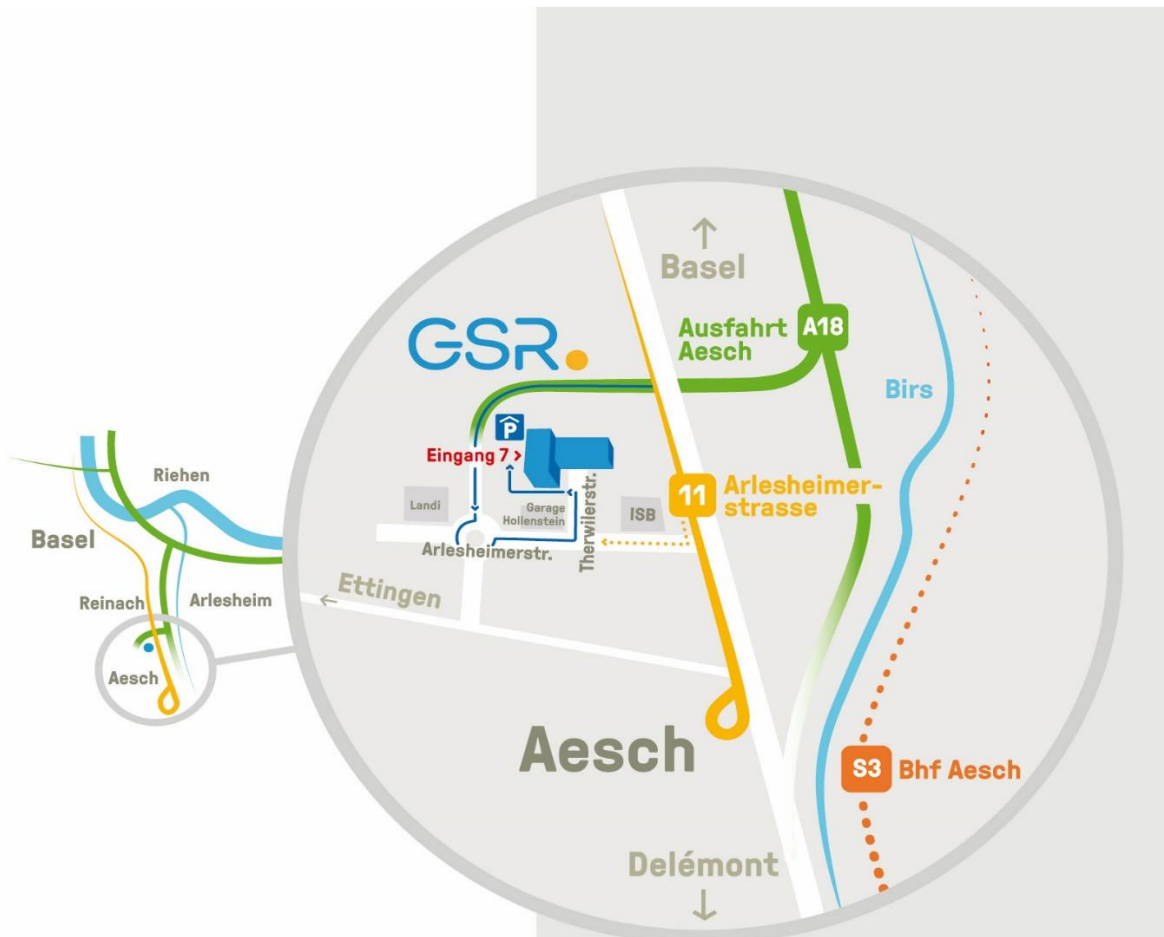 Basel
Ausfahrt
Aesch
A18
GSR.
Birs
P
Eingang 7 >
Landi
Garage
Hollenstein
ISB
11
Arlesheimer-
strasse
Therwilerstr.
Arlesheimerstr.
Ettingen
Riehen
Basel
Reinach
Arlesheim
Aesch
Aesch
S3
Bhf Aesch
Delémont